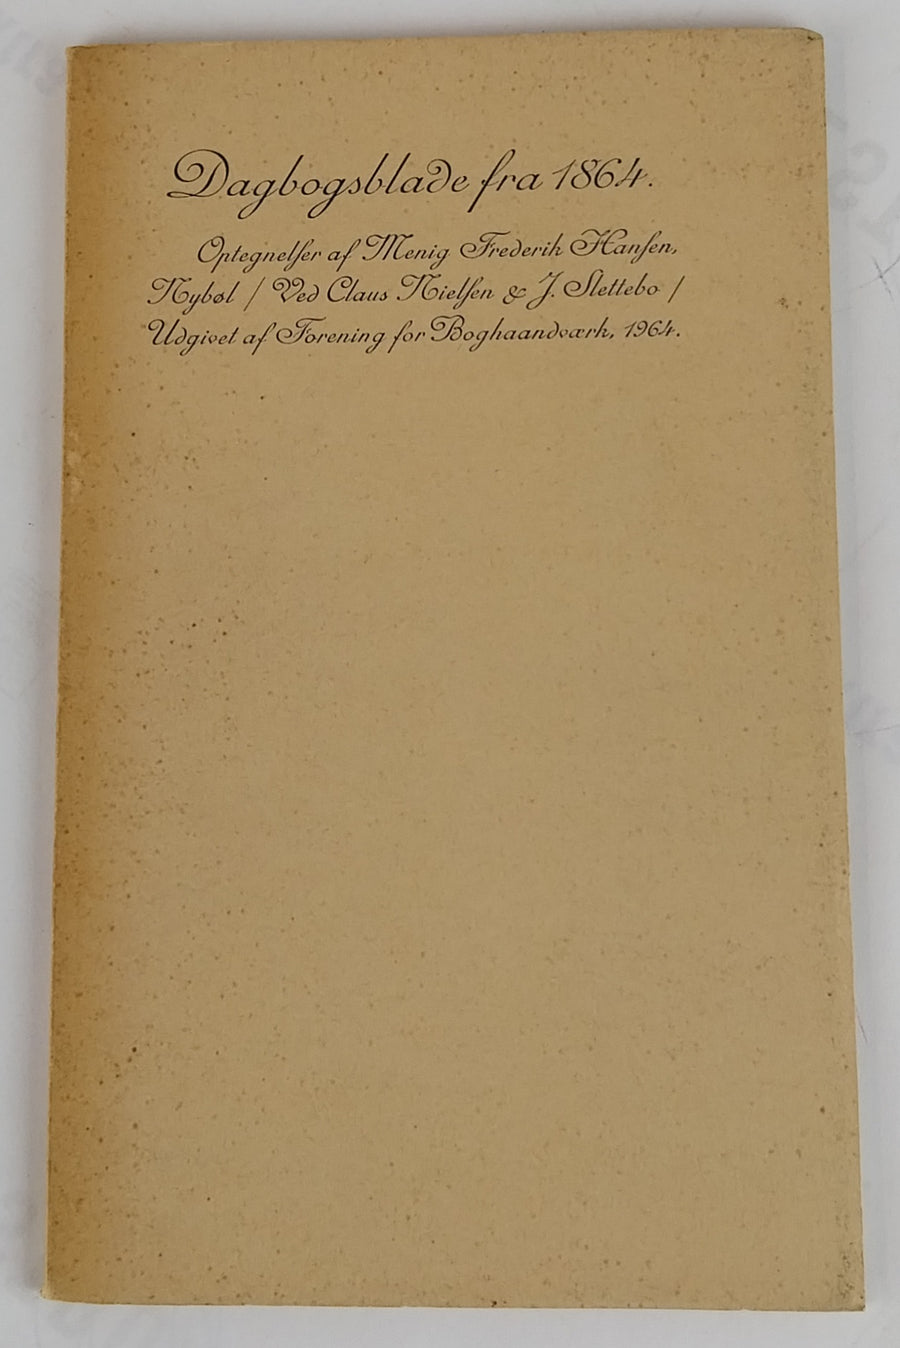 Dagbogsblade fra 1864.
Optegnelſer af Menig Frederik Hanſen,
Nybøl / Ved Claus Nielſen & J. Slettebo /
Udgivet af Forening for Boghaandværk, 1964.